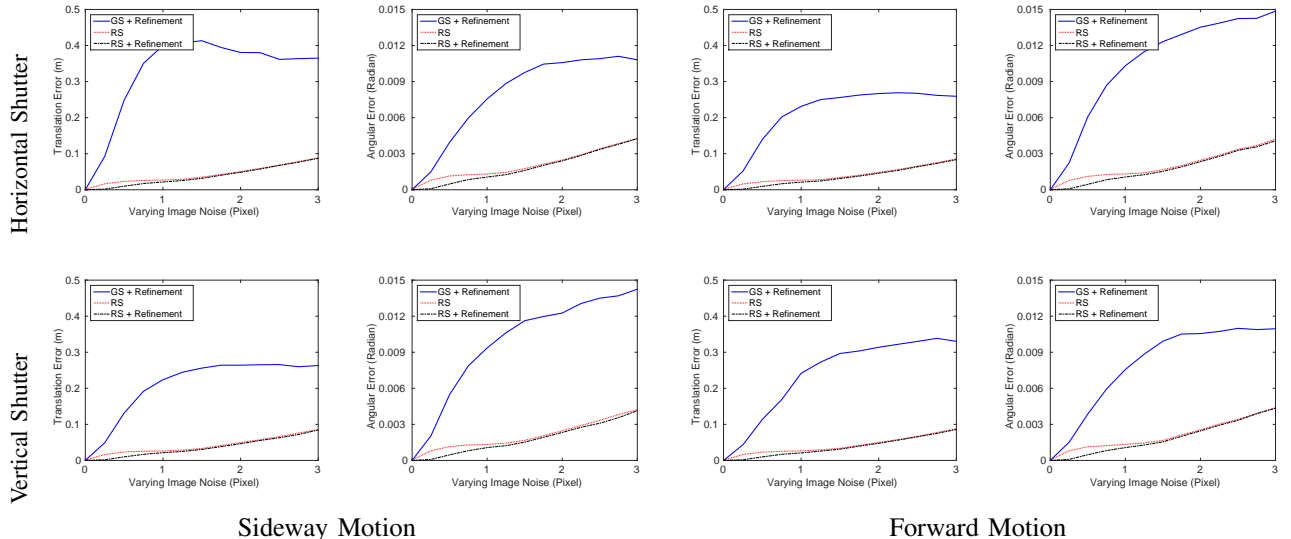 Horizontal Shutter
Translation Error (m)
0.5
0.4
0.3
0.2
0.1
0
GS + Refinement
RS
RS + Refinement
0 1 2 3
Varying Image Noise (Pixel)
Angular Error (Radian)
0.015
0.012
0.009
0.006
0.003
0
GS + Refinement
RS
RS + Refinement
0 1 2 3
Varying Image Noise (Pixel)
Translation Error (m)
0.5
0.4
0.3
0.2
0.1
0
GS + Refinement
RS
RS + Refinement
0 1 2 3
Varying Image Noise (Pixel)
Angular Error (Radian)
0.015
0.012
0.009
0.006
0.003
0
GS + Refinement
RS
RS + Refinement
0 1 2 3
Varying Image Noise (Pixel)
Vertical Shutter
Translation Error (m)
0.5
0.4
0.3
0.2
0.1
0
GS + Refinement
RS
RS + Refinement
0 1 2 3
Varying Image Noise (Pixel)
Angular Error (Radian)
0.015
0.012
0.009
0.006
0.003
0
GS + Refinement
RS
RS + Refinement
0 1 2 3
Varying Image Noise (Pixel)
Translation Error (m)
0.5
0.4
0.3
0.2
0.1
0
GS + Refinement
RS
RS + Refinement
0 1 2 3
Varying Image Noise (Pixel)
Angular Error (Radian)
0.015
0.012
0.009
0.006
0.003
0
GS + Refinement
RS
RS + Refinement
0 1 2 3
Varying Image Noise (Pixel)
Sideway Motion
Forward Motion